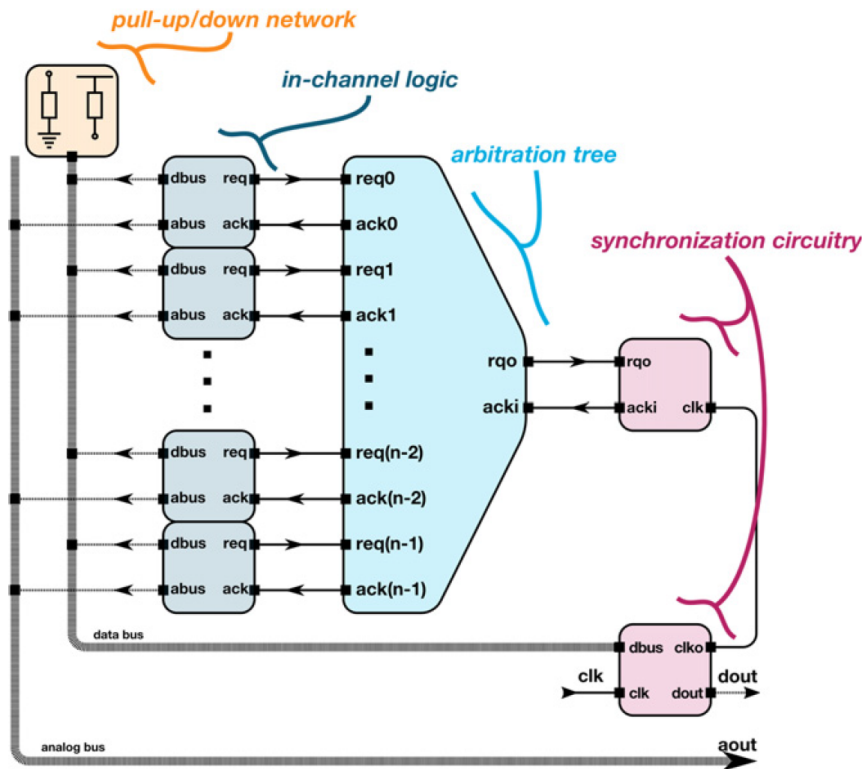 pull-up/down network
in-channel logic
arbitration tree
synchronization circuitry
dbus req req0
abus ack ack0
dbus req req1
abus ack ack1
rqo rqo
acki acki clk
dbus req req(n-2)
abus ack ack(n-2)
dbus req req(n-1)
abus ack ack(n-1)
data bus dbus clko
clk dout
clk dout
analog bus aout